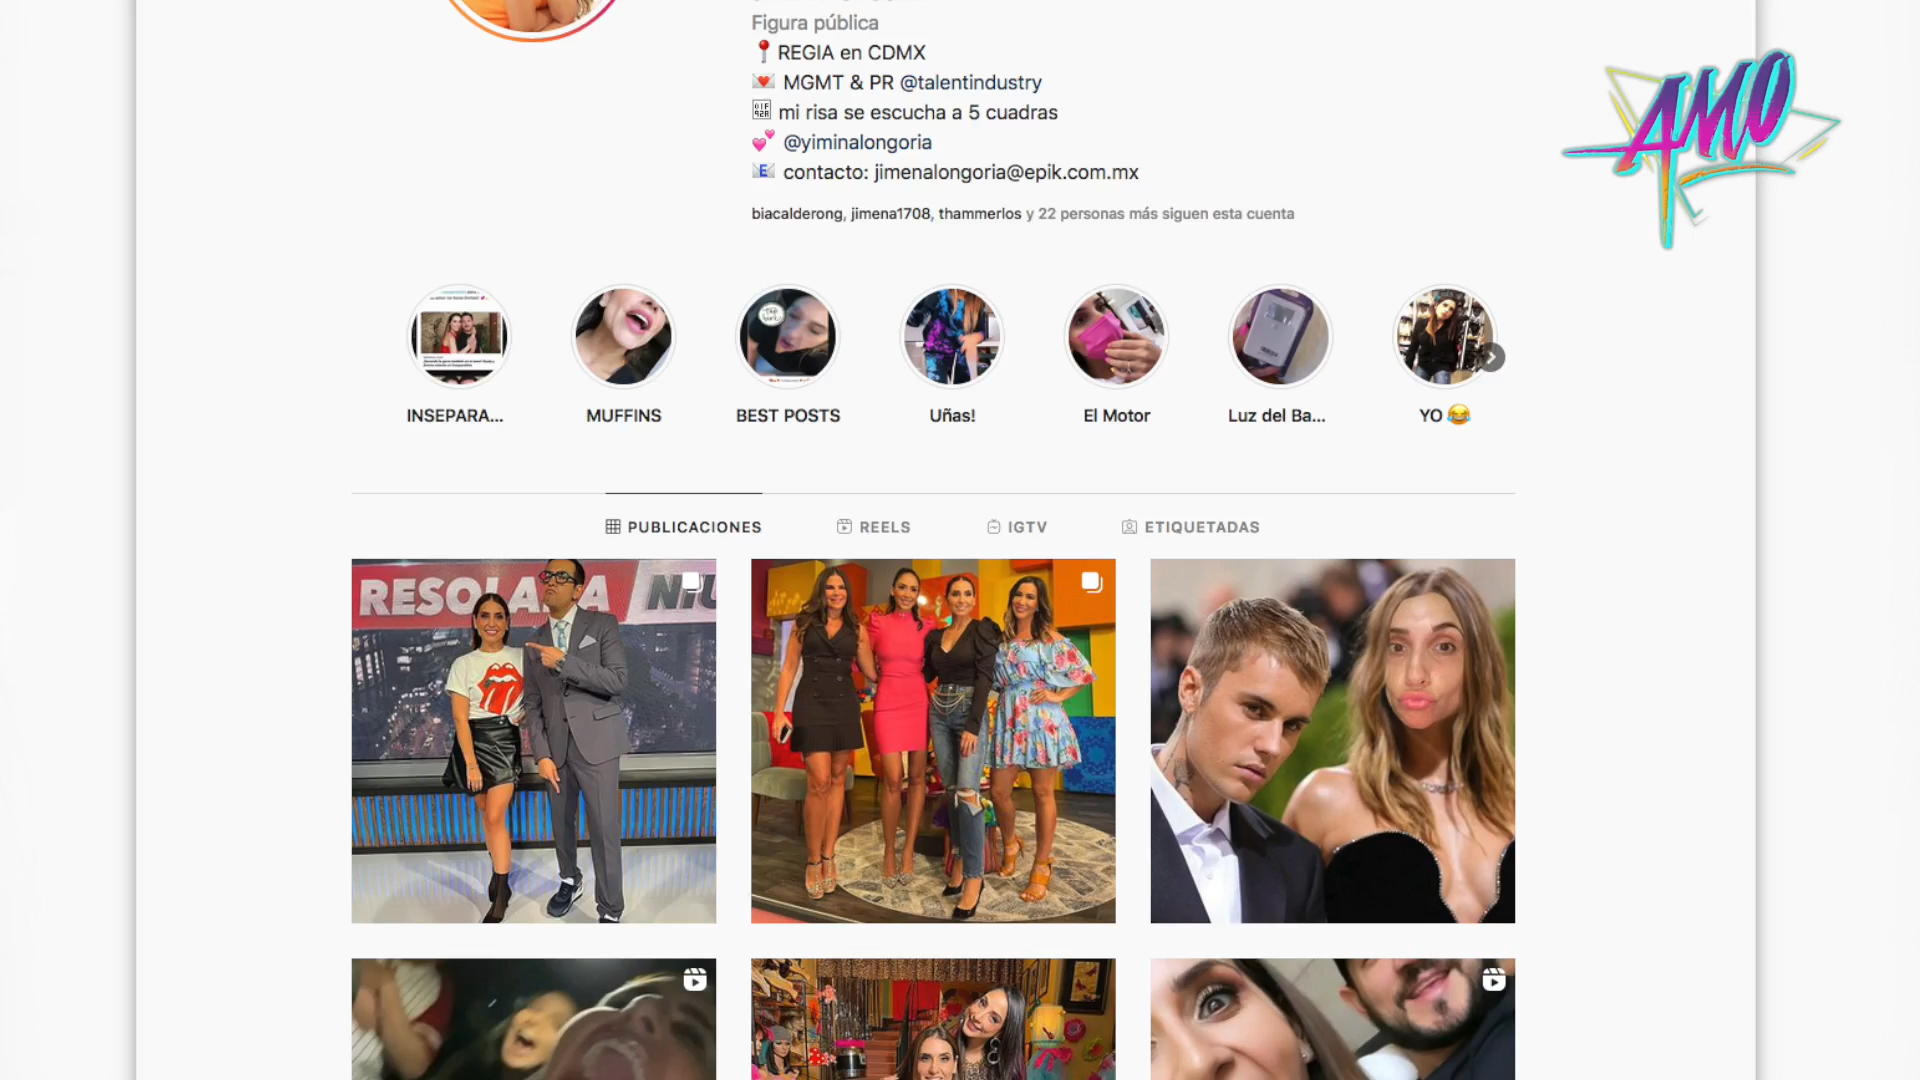 Figura pública
📍 REGIA en CDMX
💌 MGMT & PR @talentindustry
mi risa se escucha a 5 cuadras
💕 @yiminalongoria
📧 contacto: jimenalongoria@epik.com.mx
biacalderong, jimena1708, thammerlos y 22 personas más siguen esta cuenta
AMO
INSEPARA... MUFFINS BEST POSTS Uñas! El Motor Luz del Ba... YO 😂
PUBLICACIONES REELS IGTV ETIQUETADAS